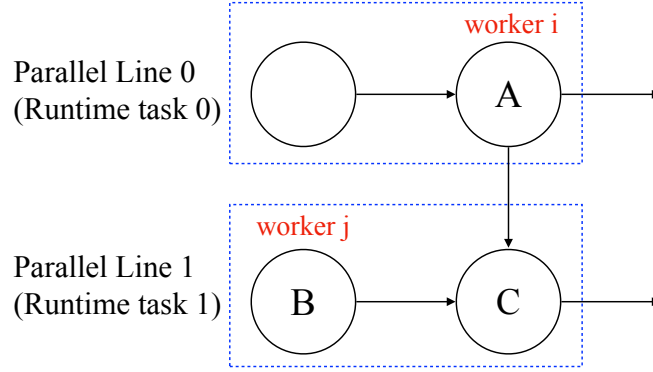 worker i
Parallel Line 0
(Runtime task 0)
A
worker j
Parallel Line 1
(Runtime task 1)
B
C